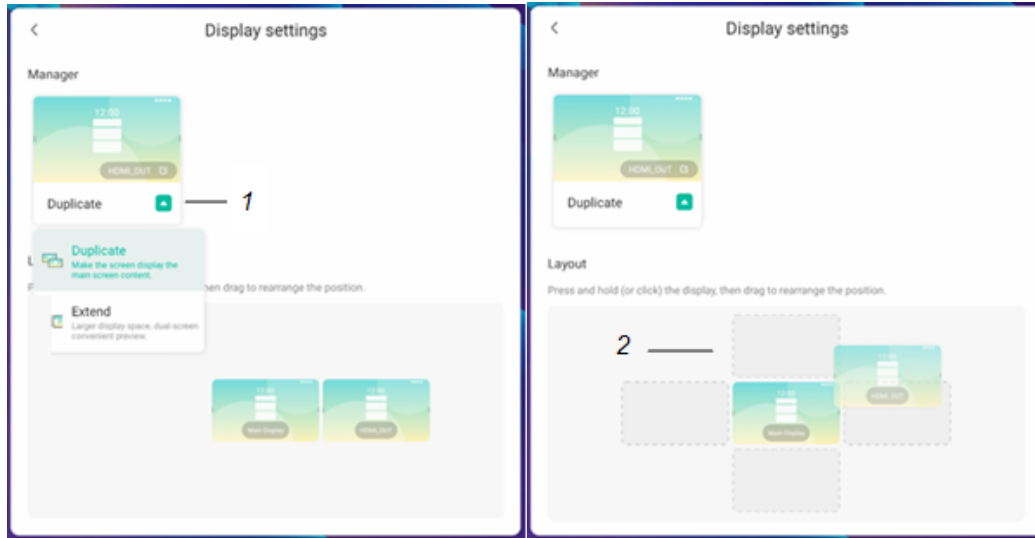 Display settings
Manager
12:00
HDMI_OUT
Duplicate
1
Duplicate
Make the screen display the
main screen content.
Extend
Larger display space, dual-screen
convenient preview.
L
hen drag to rearrange the position.
12:00
12:00
Main Display
HDMI_OUT
Display settings
Manager
12:00
HDMI_OUT
Duplicate
Layout
Press and hold (or click) the display, then drag to rearrange the position.
2
12:00
HDMI_OUT
12:00
Main Display